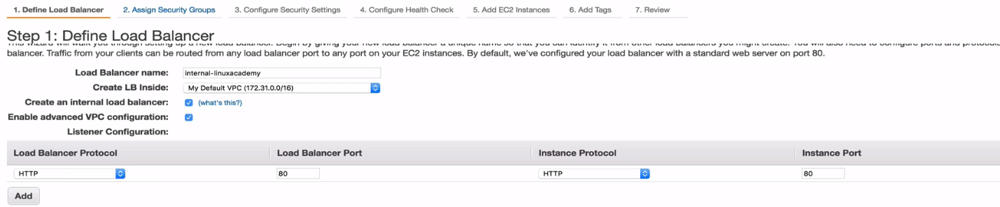 1. Define Load Balancer 2. Assign Security Groups 3. Configure Security Settings 4. Configure Health Check 5. Add EC2 Instances 6. Add Tags 7. Review
Step 1: Define Load Balancer
This wizard will walk you through setting up a new load balancer. Begin by giving your new load balancer a unique name so that you can identify it from other load balancers you might create. You will also need to configure ports and protocols
balancer. Traffic from your clients can be routed from any load balancer port to any port on your EC2 instances. By default, we've configured your load balancer with a standard web server on port 80.
Load Balancer name: internal-linuxacademy
Create LB Inside: My Default VPC (172.31.0.0/16)
Create an internal load balancer: (what's this?)
Enable advanced VPC configuration:
Listener Configuration:
Load Balancer Protocol Load Balancer Port Instance Protocol Instance Port
HTTP 80 HTTP 80
Add